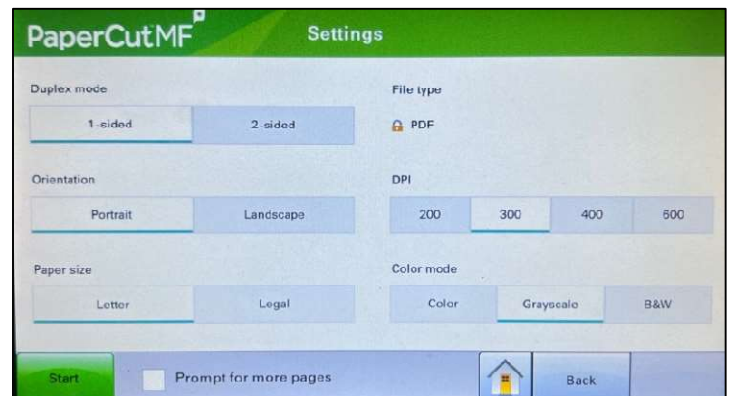 PaperCutMF Settings
Duplex mode
1-sided 2-sided
File type
PDF
Orientation
Portrait Landscape
DPI
200 300 400 600
Paper size
Letter Legal
Color mode
Color Grayscale B&W
Start Prompt for more pages Back